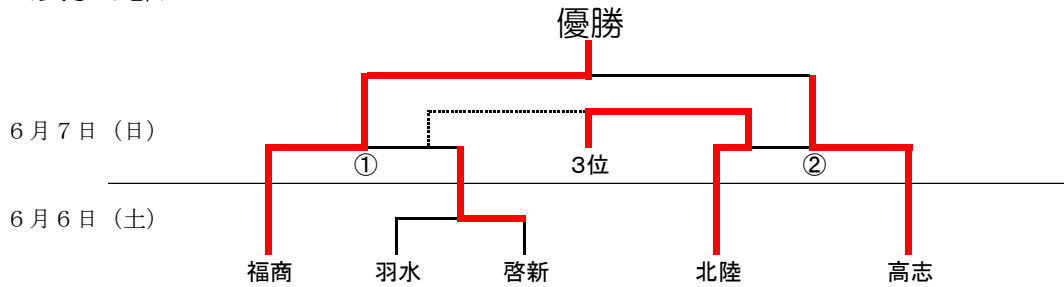 優勝
6月7日（日）
① 3位 ②
6月6日（土）
福商 羽水 啓新 北陸 高志